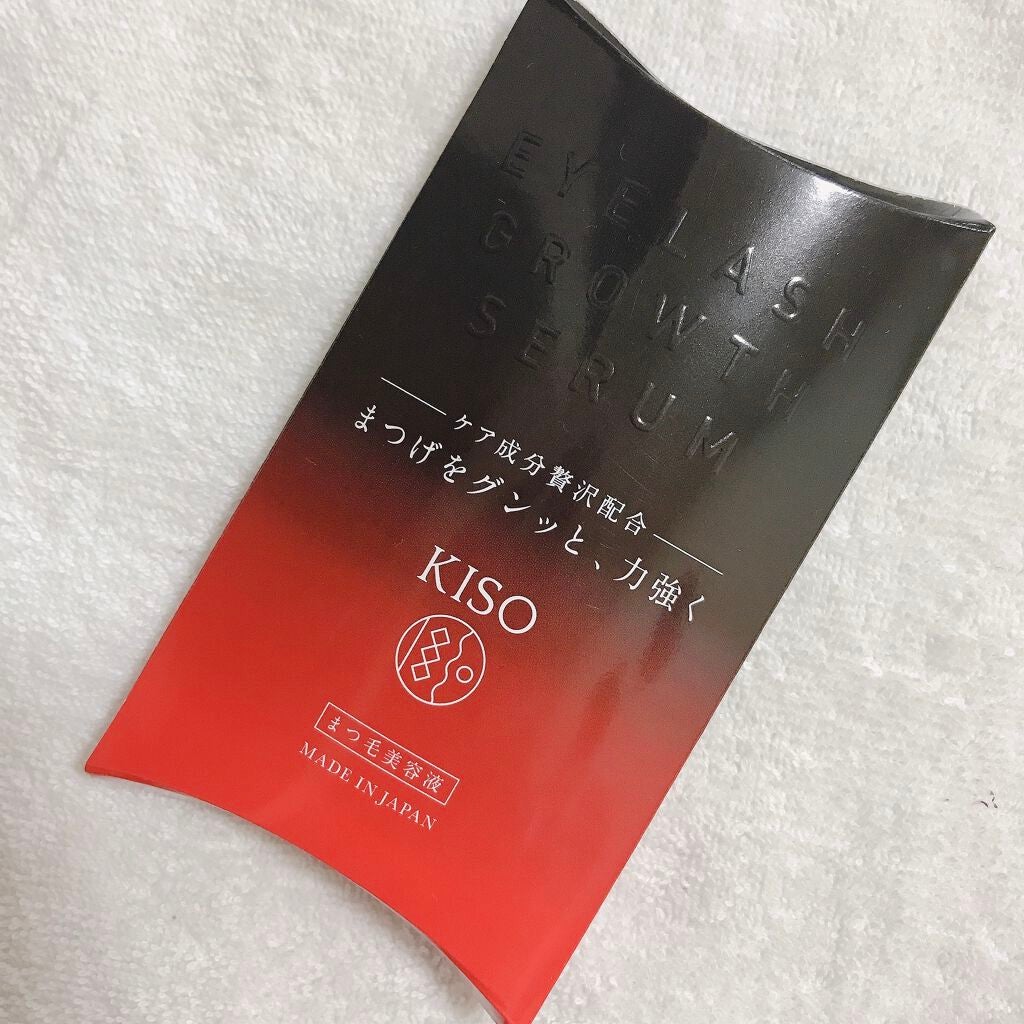 EYELASH
GROWTH
SERUM
ケア成分贅沢配合
まつげをグンッと、力強く
KISO
まつ毛美容液
MADE IN JAPAN